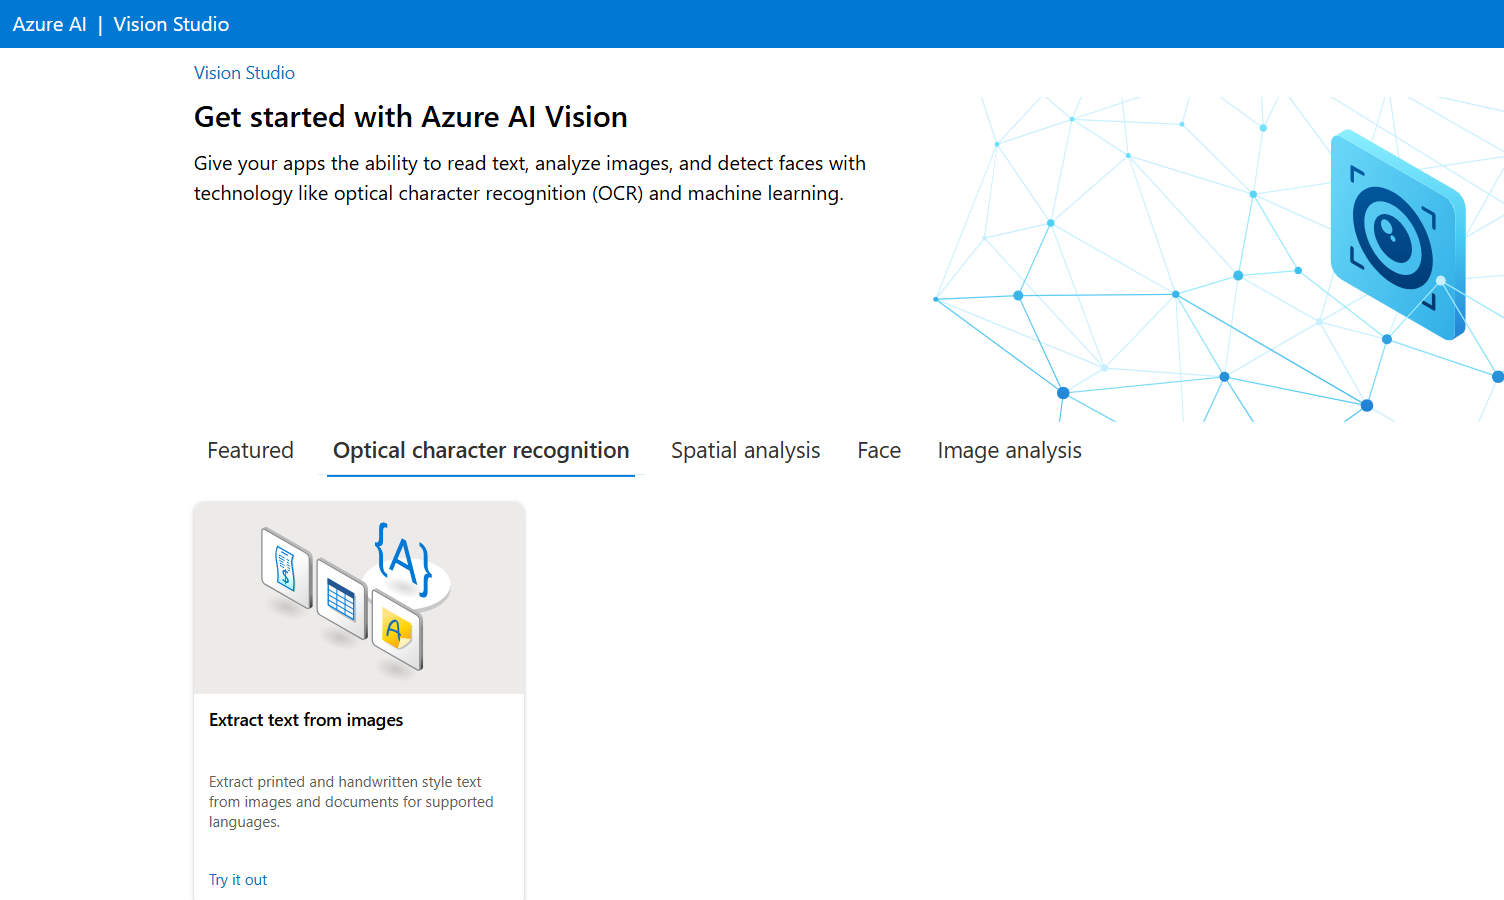 Azure AI | Vision Studio
Vision Studio
Get started with Azure AI Vision
Give your apps the ability to read text, analyze images, and detect faces with
technology like optical character recognition (OCR) and machine learning.
Featured
Optical character recognition
Spatial analysis
Face
Image analysis
{A}
$
A
Extract text from images
Extract printed and handwritten style text
from images and documents for supported
languages.
Try it out